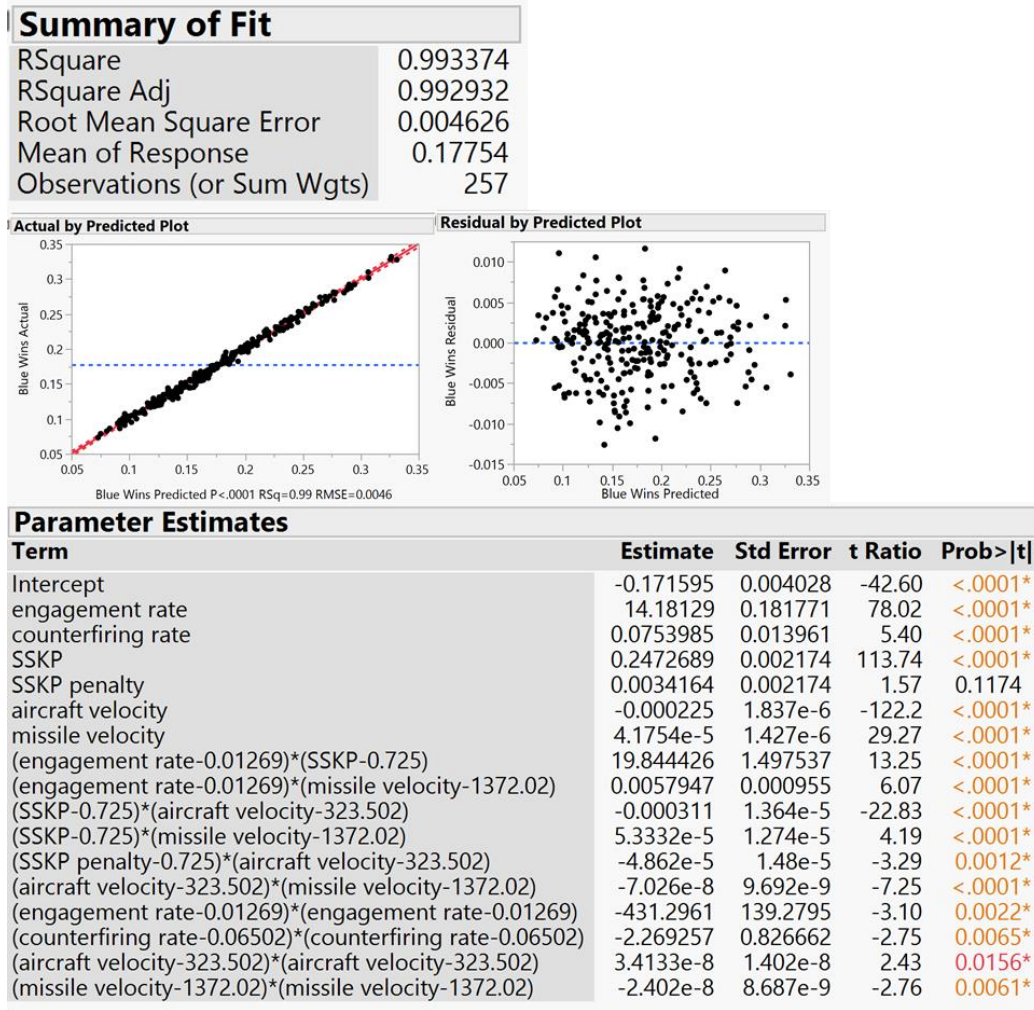 Summary of Fit
RSquare 0.993374
RSquare Adj 0.992932
Root Mean Square Error 0.004626
Mean of Response 0.17754
Observations (or Sum Wgts) 257
Actual by Predicted Plot
0.35
0.3
0.25
0.2
0.15
0.1
0.05
Blue Wins Actual
0.05 0.1 0.15 0.2 0.25 0.3 0.35
Blue Wins Predicted P<.0001 RSq=0.99 RMSE=0.0046
Residual by Predicted Plot
0.010
0.005
0.000
-0.005
-0.010
-0.015
Blue Wins Residual
0.05 0.1 0.15 0.2 0.25 0.3 0.35
Blue Wins Predicted
Parameter Estimates
Term Estimate Std Error t Ratio Prob>|t|
Intercept -0.171595 0.004028 -42.60 <.0001*
engagement rate 14.18129 0.181771 78.02 <.0001*
counterfiring rate 0.0753985 0.013961 5.40 <.0001*
SSKP 0.2472689 0.002174 113.74 <.0001*
SSKP penalty 0.0034164 0.002174 1.57 0.1174
aircraft velocity -0.000225 1.837e-6 -122.2 <.0001*
missile velocity 4.1754e-5 1.427e-6 29.27 <.0001*
(engagement rate-0.01269)*(SSKP-0.725) 19.844426 1.497537 13.25 <.0001*
(engagement rate-0.01269)*(missile velocity-1372.02) 0.0057947 0.000955 6.07 <.0001*
(SSKP-0.725)*(aircraft velocity-323.502) -0.000311 1.364e-5 -22.83 <.0001*
(SSKP-0.725)*(missile velocity-1372.02) 5.3332e-5 1.274e-5 4.19 <.0001*
(SSKP penalty-0.725)*(aircraft velocity-323.502) -4.862e-5 1.48e-5 -3.29 0.0012*
(aircraft velocity-323.502)*(missile velocity-1372.02) -7.026e-8 9.692e-9 -7.25 <.0001*
(engagement rate-0.01269)*(engagement rate-0.01269) -431.2961 139.2795 -3.10 0.0022*
(counterfiring rate-0.06502)*(counterfiring rate-0.06502) -2.269257 0.826662 -2.75 0.0065*
(aircraft velocity-323.502)*(aircraft velocity-323.502) 3.4133e-8 1.402e-8 2.43 0.0156*
(missile velocity-1372.02)*(missile velocity-1372.02) -2.402e-8 8.687e-9 -2.76 0.0061*